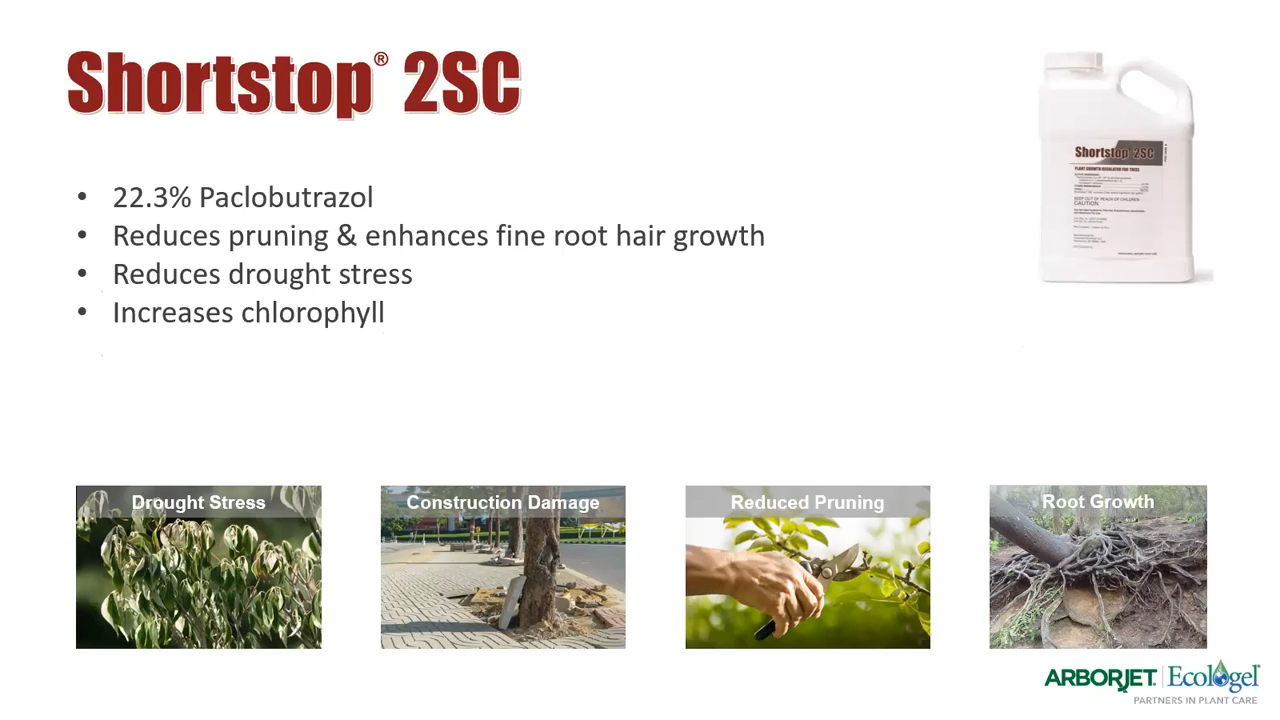 Shortstop® 2SC
• 22.3% Paclobutrazol
• Reduces pruning & enhances fine root hair growth
• Reduces drought stress
• Increases chlorophyll
Shortstop 2SC
PLANT GROWTH REGULATOR FOR TREES
KEEP OUT OF REACH OF CHILDREN
CAUTION
Drought Stress
Construction Damage
Reduced Pruning
Root Growth
ARBORJET Ecologel
PARTNERS IN PLANT CARE